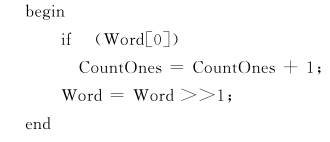 begin
if (Word[0])
CountOnes = CountOnes + 1;
Word = Word >>1;
end